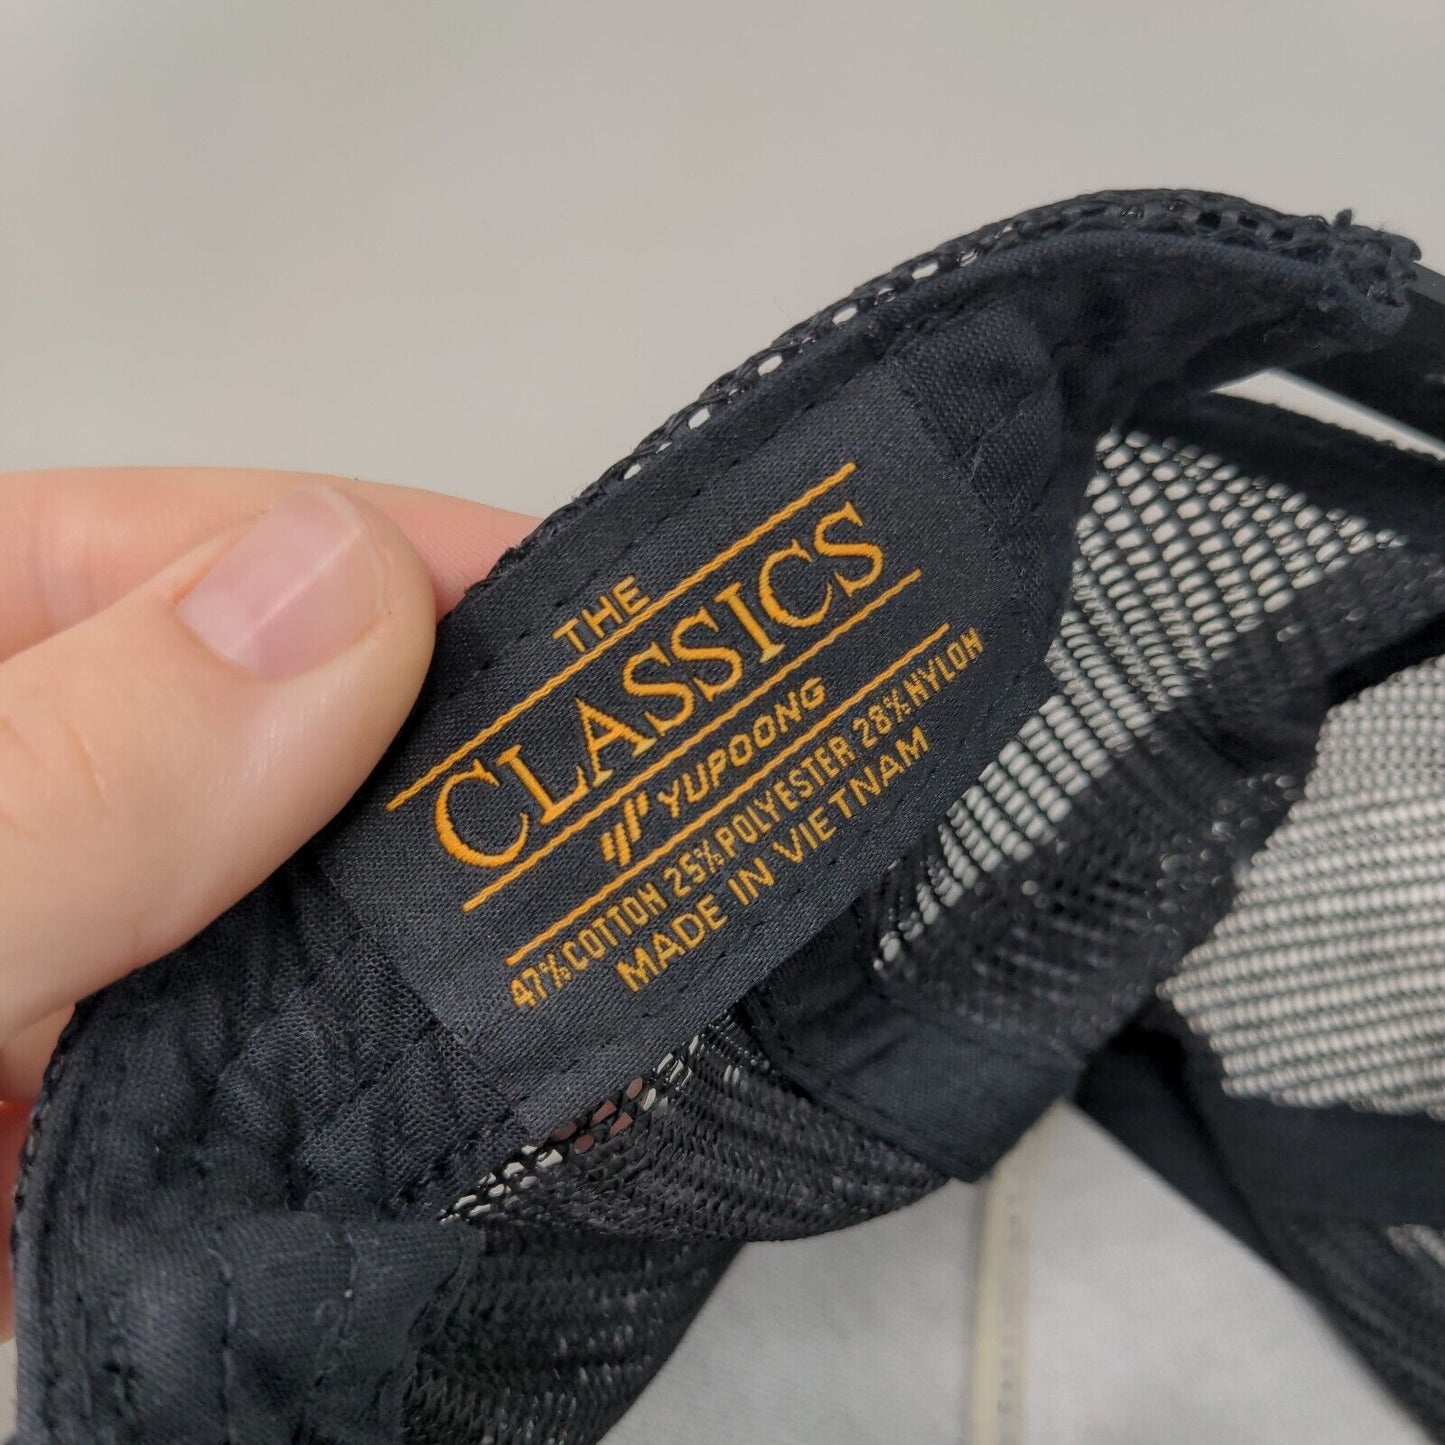 THE
CLASSICS
YUPOONG
47%COTTON 25%POLYESTER 28%NYLON
MADE IN VIETNAM